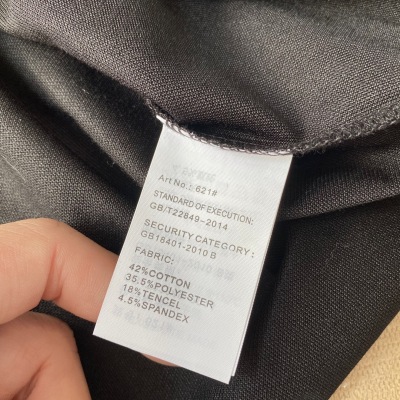 Art No.: 5621#
STANDARD OF EXECUTION:
GB/T22849-2014
SECURITY CATEGORY:
GB18401-2010 B
FABRIC:
42%COTTON
35.5%POLYESTER
18%TENCEL
4.5%SPANDEX